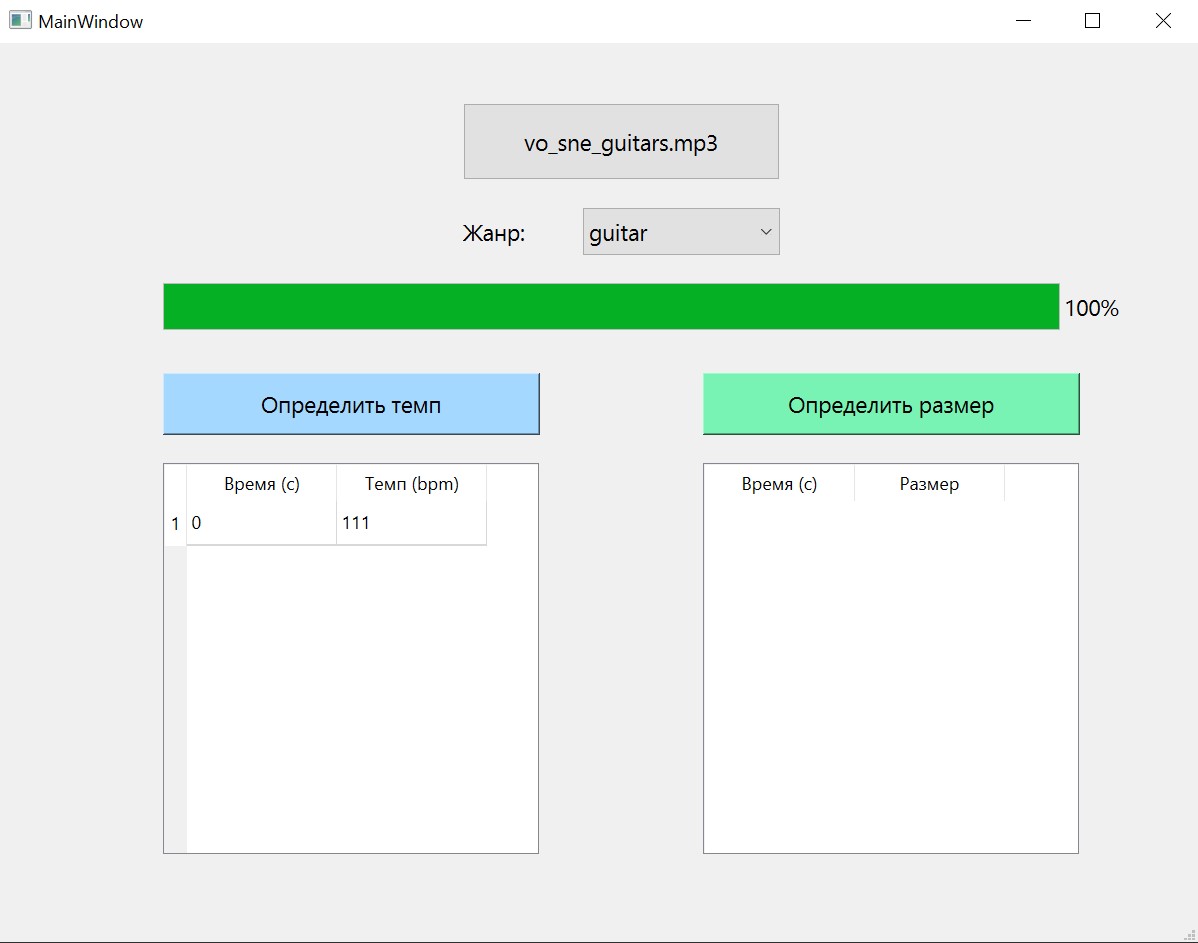 MainWindow
vo_sne_guitars.mp3
Жанр: guitar
100%
Определить темп
Определить размер
Время (с) Темп (bpm)
1 0 111
Время (с) Размер